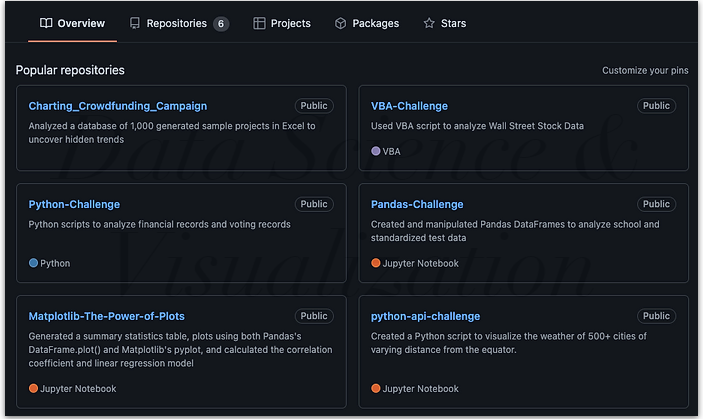 Overview
Repositories 6
Projects
Packages
Stars
Popular repositories
Customize your pins
Charting_Crowdfunding_Campaign
Public
Analyzed a database of 1,000 generated sample projects in Excel to
uncover hidden trends
VBA-Challenge
Public
Used VBA script to analyze Wall Street Stock Data
VBA
Python-Challenge
Public
Python scripts to analyze financial records and voting records
Python
Pandas-Challenge
Public
Created and manipulated Pandas DataFrames to analyze school and
standardized test data
Jupyter Notebook
Matplotlib-The-Power-of-Plots
Public
Generated a summary statistics table, plots using both Pandas's
DataFrame.plot() and Matplotlib's pyplot, and calculated the correlation
coefficient and linear regression model
Jupyter Notebook
python-api-challenge
Public
Created a Python script to visualize the weather of 500+ cities of
varying distance from the equator.
Jupyter Notebook
Data Science &
Visualization